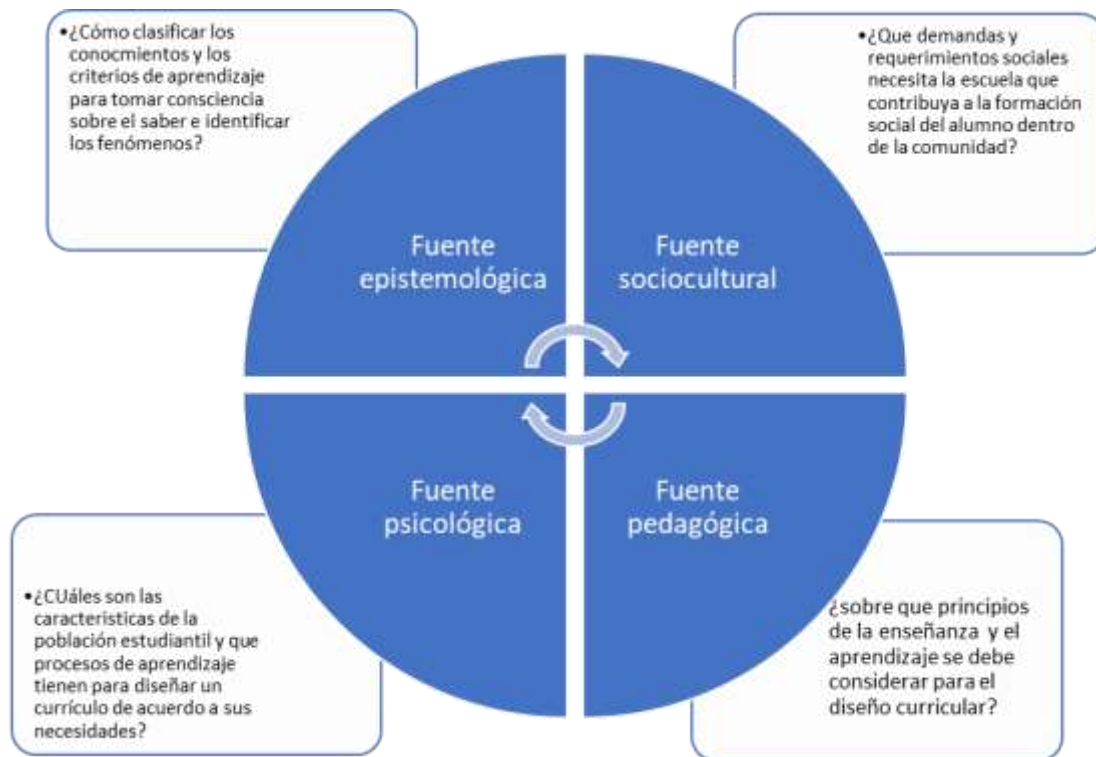 •¿Cómo clasificar los
conocmientos y los
criterios de aprendizaje
para tomar consciencia
sobre el saber e identificar
los fenómenos?
•¿Que demandas y
requerimientos sociales
necesita la escuela que
contribuya a la formación
social del alumno dentro
de la comunidad?
Fuente
epistemológica
Fuente
sociocultural
Fuente
psicológica
Fuente
pedagógica
•¿CUáles son las
caracteristicas de la
población estudiantil y que
procesos de aprendizaje
tienen para diseñar un
currículo de acuerdo a sus
necesidades?
¿sobre que principios
de la enseñanza y el
aprendizaje se debe
considerar para el
diseño curricular?